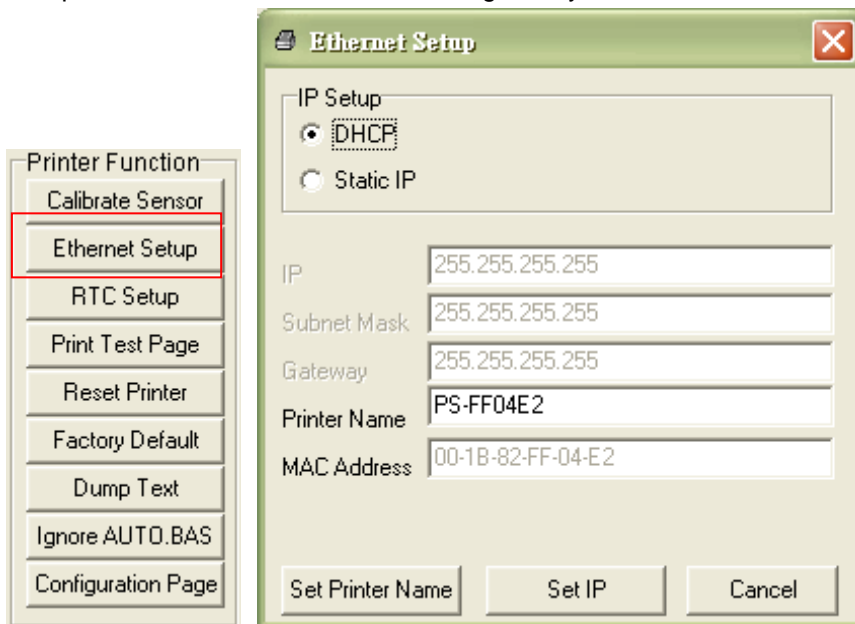 Printer Function
Calibrate Sensor
Ethernet Setup
RTC Setup
Print Test Page
Reset Printer
Factory Default
Dump Text
Ignore AUTO.BAS
Configuration Page
Ethernet Setup
IP Setup
DHCP
Static IP
IP 255.255.255.255
Subnet Mask 255.255.255.255
Gateway 255.255.255.255
Printer Name PS-FF04E2
MAC Address 00-1B-82-FF-04-E2
Set Printer Name Set IP Cancel